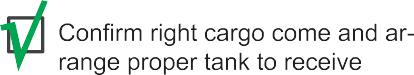 Confirm right cargo come and ar-
range proper tank to receive